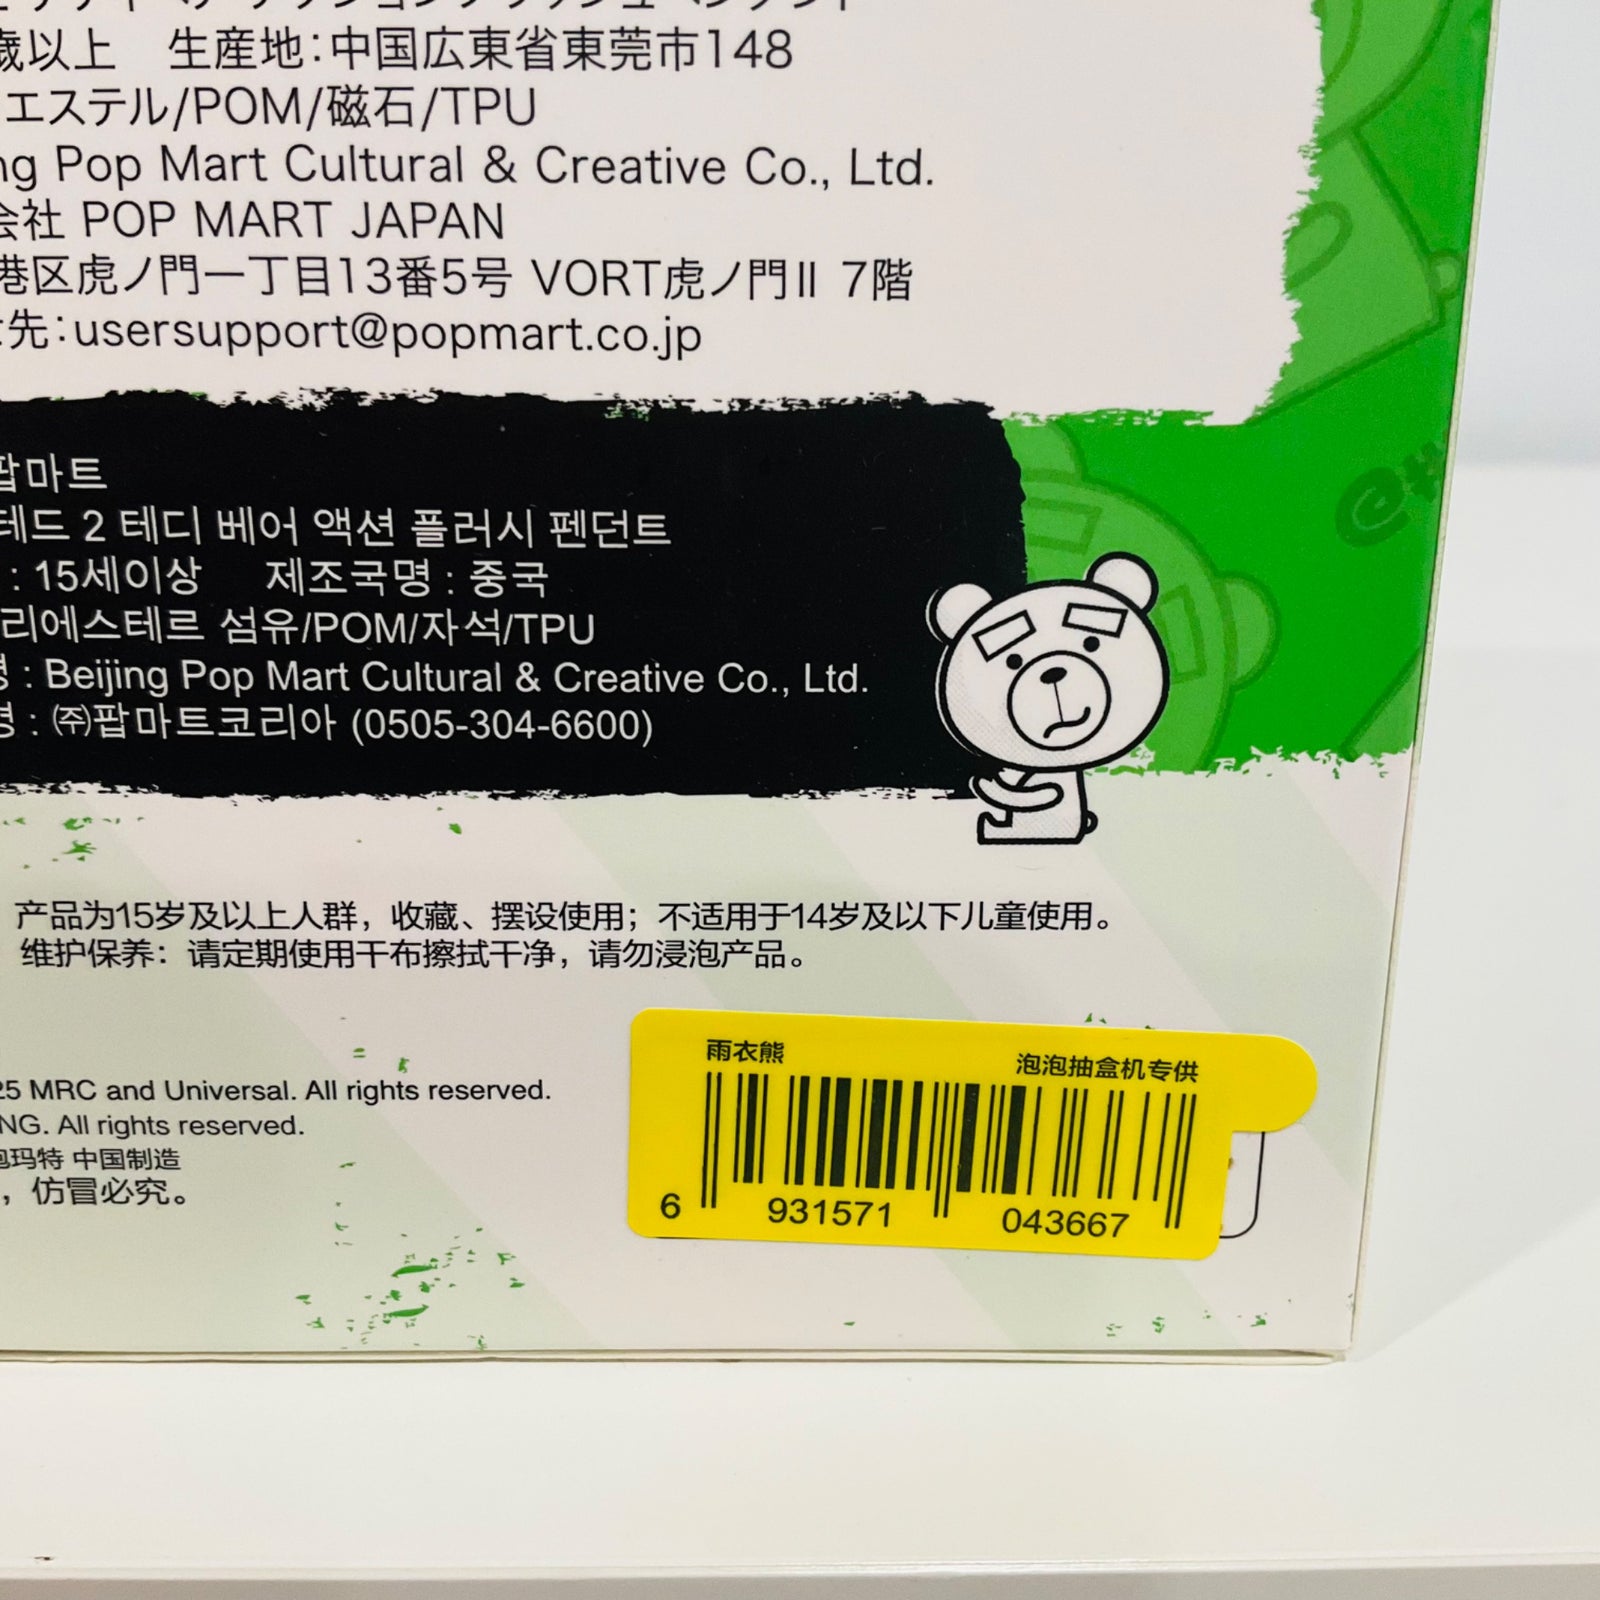 歳以上 生産地:中国広東省東莞市148
エステル/POM/磁石/TPU
ng Pop Mart Cultural & Creative Co., Ltd.
会社 POP MART JAPAN
港区虎ノ門一丁目13番5号 VORT虎ノ門II 7階
先:usersupport@popmart.co.jp
팝마트
테드 2 테디 베어 액션 플러시 펜던트
: 15세이상 제조국명 : 중국
리에스테르 섬유/POM/자석/TPU
명 : Beijing Pop Mart Cultural & Creative Co., Ltd.
명 : ㈜팝마트코리아 (0505-304-6600)
产品为15岁及以上人群，收藏、摆设使用；不适用于14岁及以下儿童使用。
维护保养：请定期使用干布擦拭干净，请勿浸泡产品。
25 MRC and Universal. All rights reserved.
NG. All rights reserved.
泡玛特 中国制造
，仿冒必究。
雨衣熊 泡泡抽盒机专供
6 931571 043667